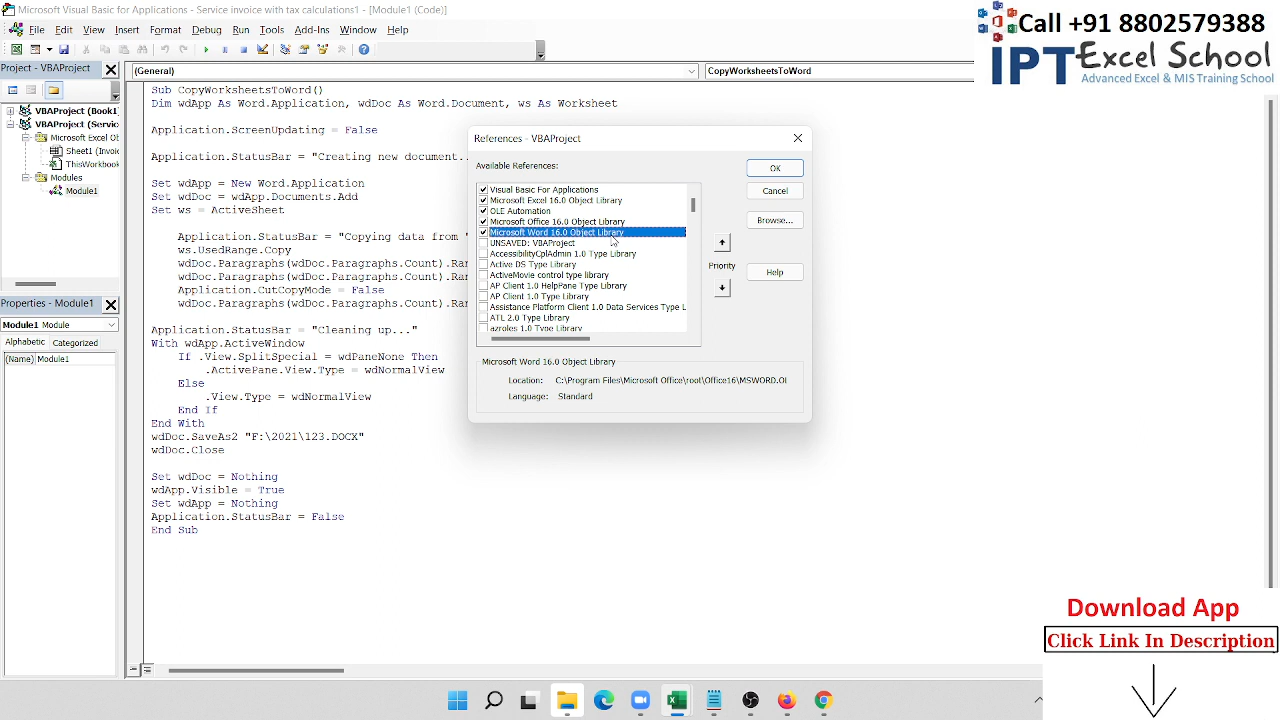 Microsoft Visual Basic for Applications - Service invoice with tax calculations1 - [Module1 (Code)]
File Edit View Insert Format Debug Run Tools Add-Ins Window Help
Call +91 8802579388
IPT Excel School
Advanced Excel & MIS Training School
Project - VBAProject
VBAProject (Book1
VBAProject (Servic
Microsoft Excel Ob
Sheet1 (Invoic
ThisWorkbook
Modules
Module1
Properties - Module1
Module1 Module
Alphabetic Categorized
(Name) Module1
(General)
CopyWorksheetsToWord
Sub CopyWorksheetsToWord()
Dim wdApp As Word.Application, wdDoc As Word.Document, ws As Worksheet
Application.ScreenUpdating = False
Application.StatusBar = "Creating new document..
Set wdApp = New Word.Application
Set wdDoc = wdApp.Documents.Add
Set ws = ActiveSheet
Application.StatusBar = "Copying data from "
ws.UsedRange.Copy
wdDoc.Paragraphs(wdDoc.Paragraphs.Count).Ran
wdDoc.Paragraphs(wdDoc.Paragraphs.Count).Ran
Application.CutCopyMode = False
wdDoc.Paragraphs(wdDoc.Paragraphs.Count).Ran
Application.StatusBar = "Cleaning up..."
With wdApp.ActiveWindow
If .View.SplitSpecial = wdPaneNone Then
.ActivePane.View.Type = wdNormalView
Else
.View.Type = wdNormalView
End If
End With
wdDoc.SaveAs2 "F:\2021\123.DOCX"
wdDoc.Close
Set wdDoc = Nothing
wdApp.Visible = True
Set wdApp = Nothing
Application.StatusBar = False
End Sub
References - VBAProject
Available References:
Visual Basic For Applications
Microsoft Excel 16.0 Object Library
OLE Automation
Microsoft Office 16.0 Object Library
Microsoft Word 16.0 Object Library
UNSAVED: VBAProject
AccessibilityCplAdmin 1.0 Type Library
Active DS Type Library
ActiveMovie control type library
AP Client 1.0 HelpPane Type Library
AP Client 1.0 Type Library
Assistance Platform Client 1.0 Data Services Type L
ATL 2.0 Type Library
azroles 1.0 Type Library
OK
Cancel
Browse...
Priority
Help
Microsoft Word 16.0 Object Library
Location: C:\Program Files\Microsoft Office\root\Office16\MSWORD.OL
Language: Standard
Download App
Click Link In Description